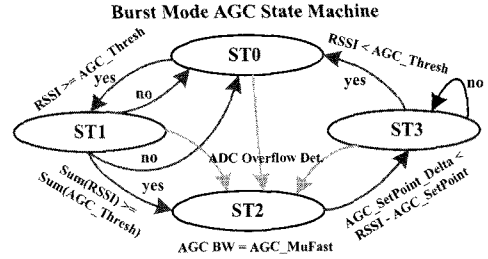 Burst Mode AGC State Machine
ST0
RSSI >= AGC_Thresh
yes
no
RSSI < AGC_Thresh
yes
no
ST1
ST3
no
ADC Overflow Det.
Sum(RSSI) >=
Sum(AGC_Thresh)
yes
ST2
AGC_SetPoint_Delta <
RSSI - AGC_SetPoint
AGC BW = AGC_MuFast